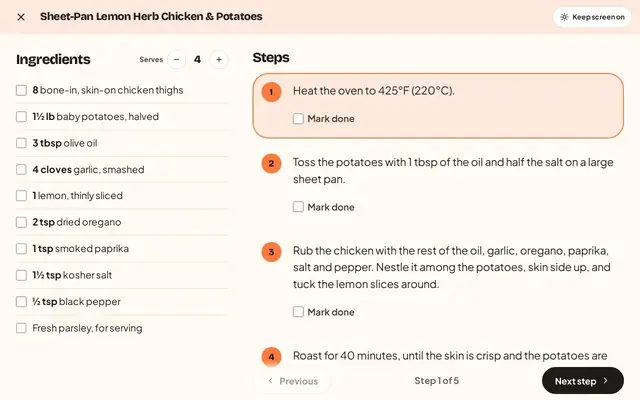 Sheet-Pan Lemon Herb Chicken & Potatoes
Keep screen on
Ingredients
Serves
4
8 bone-in, skin-on chicken thighs
1½ lb baby potatoes, halved
3 tbsp olive oil
4 cloves garlic, smashed
1 lemon, thinly sliced
2 tsp dried oregano
1 tsp smoked paprika
1½ tsp kosher salt
½ tsp black pepper
Fresh parsley, for serving
Steps
1
Heat the oven to 425°F (220°C).
Mark done
2
Toss the potatoes with 1 tbsp of the oil and half the salt on a large
sheet pan.
Mark done
3
Rub the chicken with the rest of the oil, garlic, oregano, paprika,
salt and pepper. Nestle it among the potatoes, skin side up, and
tuck the lemon slices around.
Mark done
4
Roast for 40 minutes, until the skin is crisp and the potatoes are
Previous
Step 1 of 5
Next step